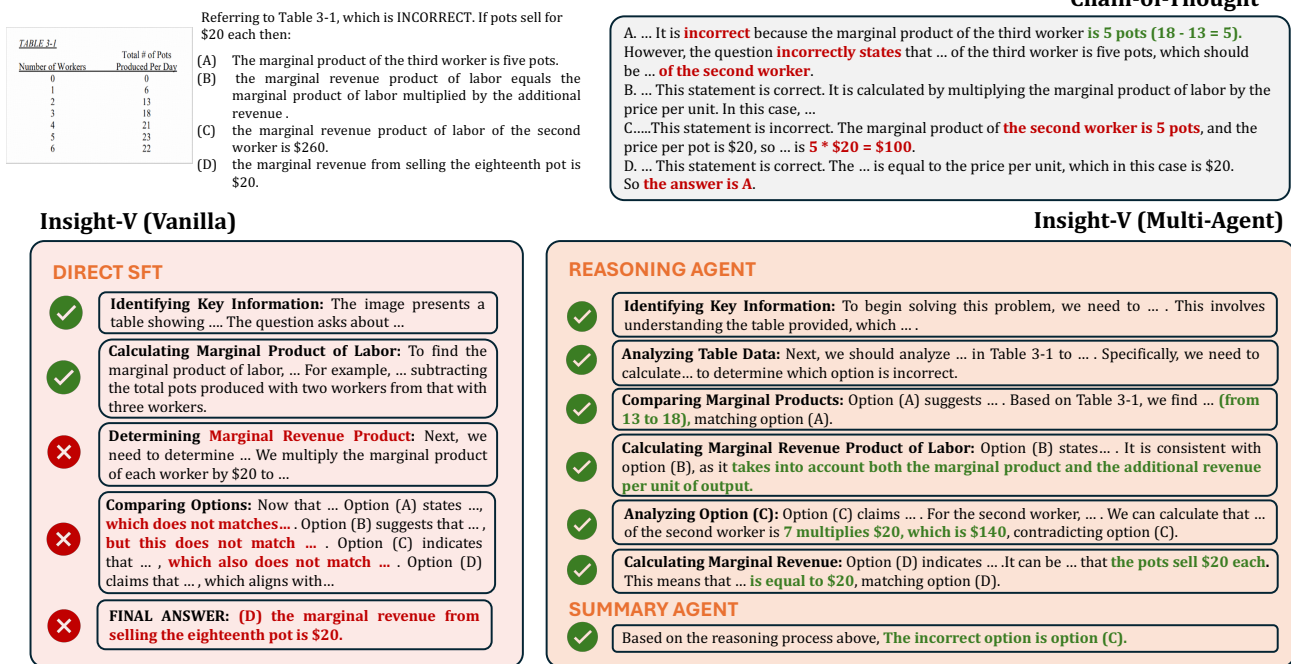 Chain-of-Thought
Referring to Table 3-1, which is INCORRECT. If pots sell for
$20 each then:
TABLE 3-1
Total # of Pots
Number of Workers Produced Per Day
0 0
1 6
2 13
3 18
4 21
5 23
6 22
(A) The marginal product of the third worker is five pots.
(B) the marginal revenue product of labor equals the
marginal product of labor multiplied by the additional
revenue .
(C) the marginal revenue product of labor of the second
worker is $260.
(D) the marginal revenue from selling the eighteenth pot is
$20.
A. ... It is incorrect because the marginal product of the third worker is 5 pots (18 - 13 = 5).
However, the question incorrectly states that ... of the third worker is five pots, which should
be ... of the second worker.
B. ... This statement is correct. It is calculated by multiplying the marginal product of labor by the
price per unit. In this case, ...
C.....This statement is incorrect. The marginal product of the second worker is 5 pots, and the
price per pot is $20, so ... is 5 * $20 = $100.
D. ... This statement is correct. The ... is equal to the price per unit, which in this case is $20.
So the answer is A.
Insight-V (Vanilla)
DIRECT SFT
Identifying Key Information: The image presents a
table showing .... The question asks about ...
Calculating Marginal Product of Labor: To find the
marginal product of labor, ... For example, ... subtracting
the total pots produced with two workers from that with
three workers.
Determining Marginal Revenue Product: Next, we
need to determine ... We multiply the marginal product
of each worker by $20 to ...
Comparing Options: Now that ... Option (A) states ...,
which does not matches... . Option (B) suggests that ... ,
but this does not match ... . Option (C) indicates
that ... , which also does not match ... . Option (D)
claims that ... , which aligns with...
FINAL ANSWER: (D) the marginal revenue from
selling the eighteenth pot is $20.
Insight-V (Multi-Agent)
REASONING AGENT
Identifying Key Information: To begin solving this problem, we need to ... . This involves
understanding the table provided, which ... .
Analyzing Table Data: Next, we should analyze ... in Table 3-1 to ... . Specifically, we need to
calculate... to determine which option is incorrect.
Comparing Marginal Products: Option (A) suggests ... . Based on Table 3-1, we find ... (from
13 to 18), matching option (A).
Calculating Marginal Revenue Product of Labor: Option (B) states... . It is consistent with
option (B), as it takes into account both the marginal product and the additional revenue
per unit of output.
Analyzing Option (C): Option (C) claims ... . For the second worker, ... . We can calculate that ...
of the second worker is 7 multiplies $20, which is $140, contradicting option (C).
Calculating Marginal Revenue: Option (D) indicates ... .It can be ... that the pots sell $20 each.
This means that ... is equal to $20, matching option (D).
SUMMARY AGENT
Based on the reasoning process above, The incorrect option is option (C).